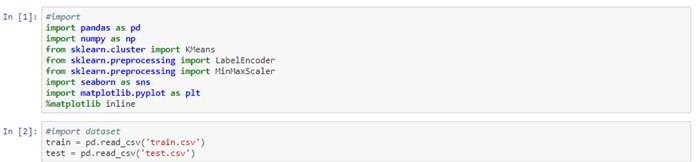 In [1]: #import
import pandas as pd
import numpy as np
from sklearn.cluster import KMeans
from sklearn.preprocessing import LabelEncoder
from sklearn.preprocessing import MinMaxScaler
import seaborn as sns
import matplotlib.pyplot as plt
%matplotlib inline
In [2]: #import dataset
train = pd.read_csv('train.csv')
test = pd.read_csv('test.csv')